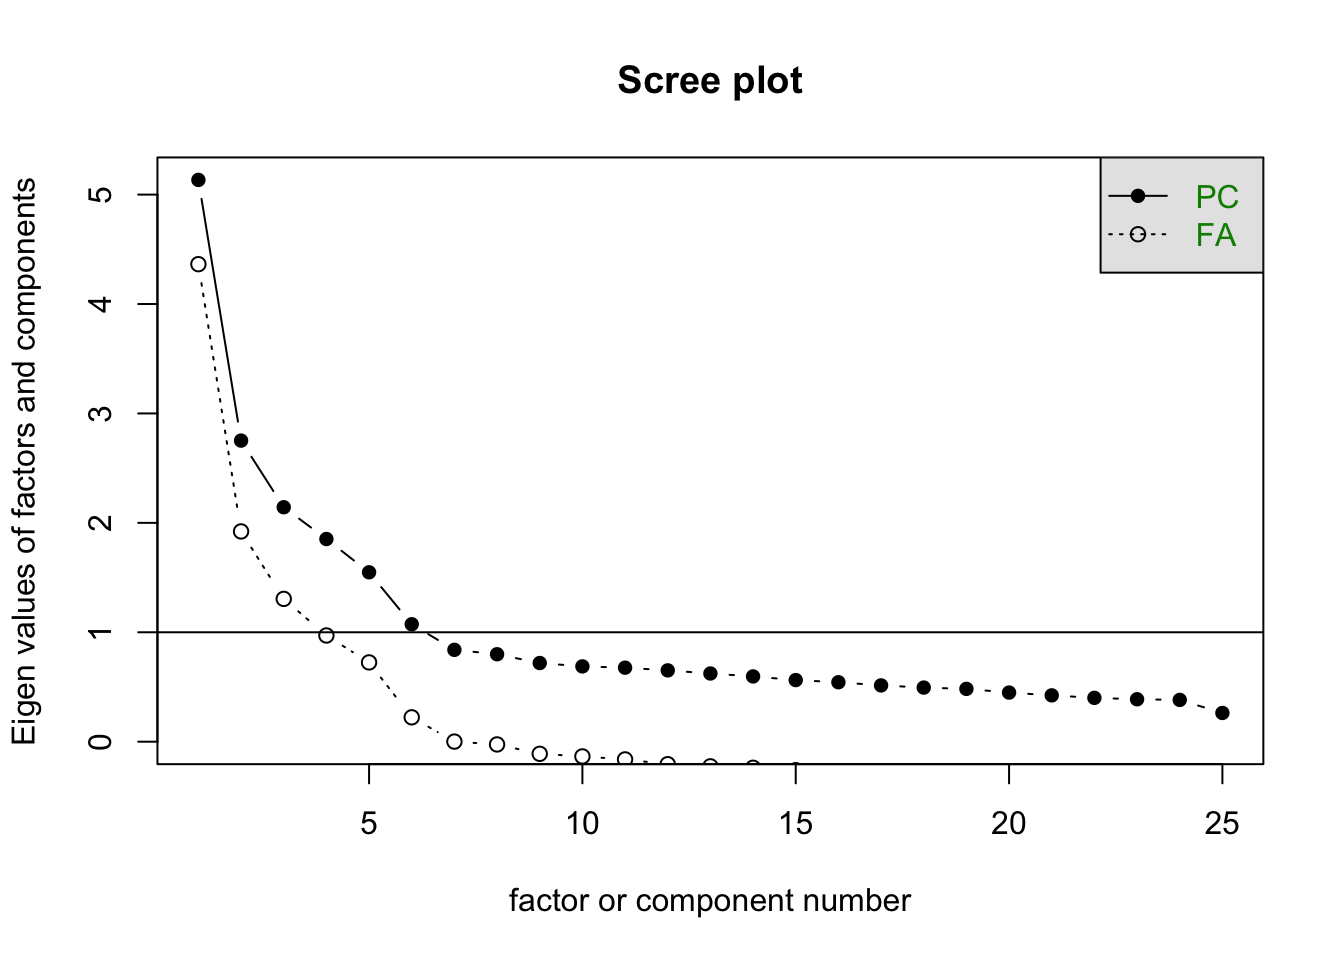 Scree plot
PC
FA
Eigen values of factors and components
5
4
3
2
1
0
5
10
15
20
25
factor or component number